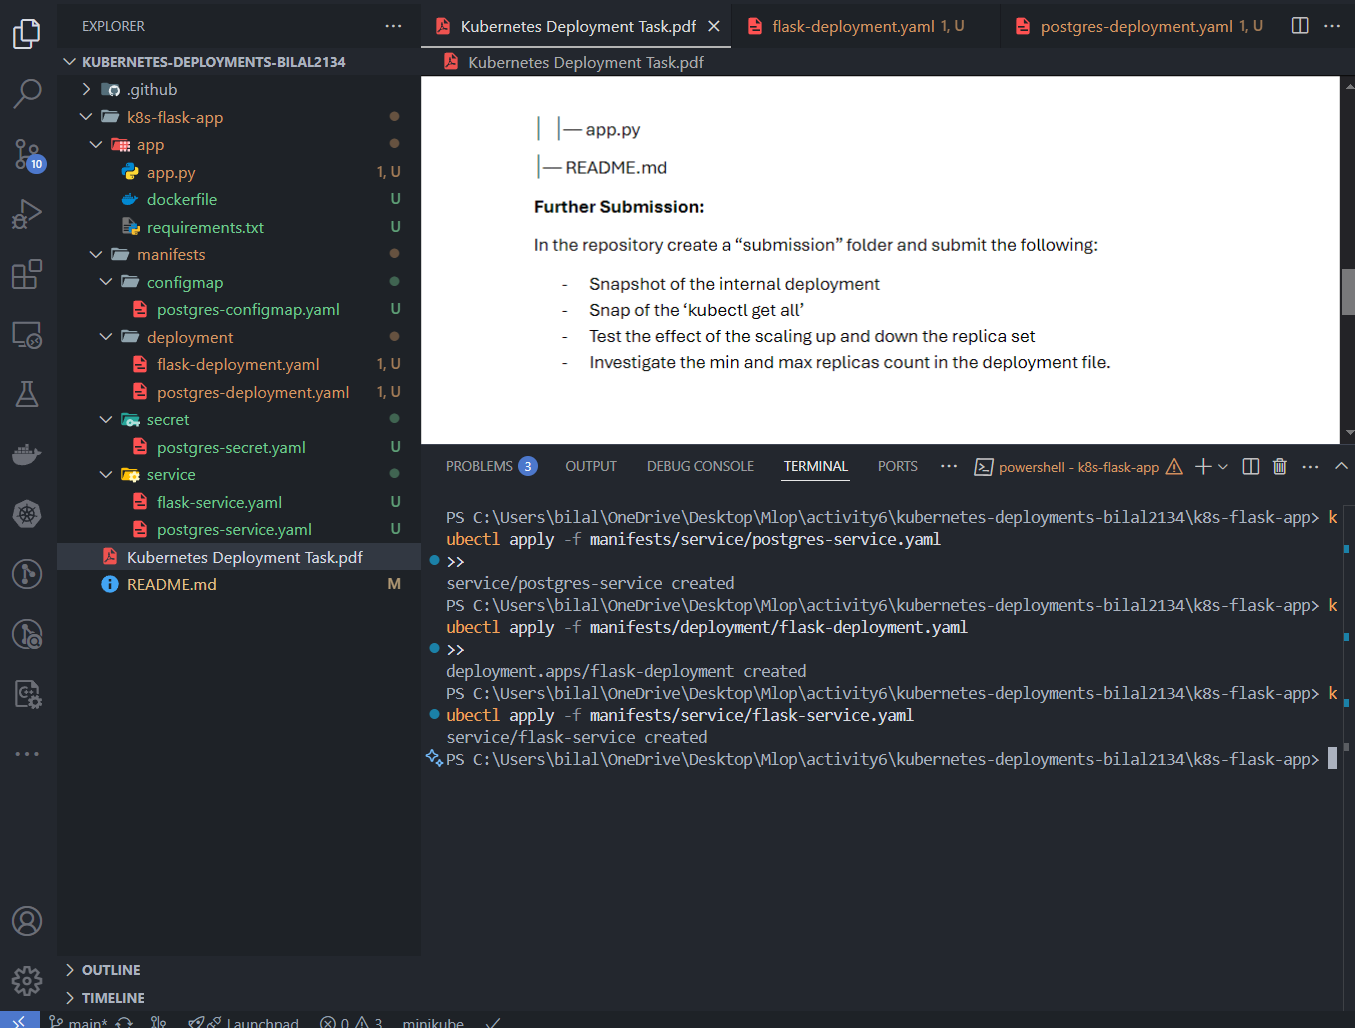 EXPLORER
KUBERNETES-DEPLOYMENTS-BILAL2134
.github
k8s-flask-app
app
app.py 1, U
dockerfile U
requirements.txt U
manifests
configmap
postgres-configmap.yaml U
deployment
flask-deployment.yaml 1, U
postgres-deployment.yaml 1, U
secret
postgres-secret.yaml U
service
flask-service.yaml U
postgres-service.yaml U
Kubernetes Deployment Task.pdf
README.md M
OUTLINE
TIMELINE
10
Kubernetes Deployment Task.pdf
flask-deployment.yaml 1, U
postgres-deployment.yaml 1, U
Kubernetes Deployment Task.pdf
| |— app.py
|— README.md
Further Submission:
In the repository create a “submission” folder and submit the following:
- Snapshot of the internal deployment
- Snap of the ‘kubectl get all’
- Test the effect of the scaling up and down the replica set
- Investigate the min and max replicas count in the deployment file.
PROBLEMS 3 OUTPUT DEBUG CONSOLE TERMINAL PORTS powershell - k8s-flask-app
PS C:\Users\bilal\OneDrive\Desktop\Mlop\activity6\kubernetes-deployments-bilal2134\k8s-flask-app> k
ubectl apply -f manifests/service/postgres-service.yaml
>>
service/postgres-service created
PS C:\Users\bilal\OneDrive\Desktop\Mlop\activity6\kubernetes-deployments-bilal2134\k8s-flask-app> k
ubectl apply -f manifests/deployment/flask-deployment.yaml
>>
deployment.apps/flask-deployment created
PS C:\Users\bilal\OneDrive\Desktop\Mlop\activity6\kubernetes-deployments-bilal2134\k8s-flask-app> k
ubectl apply -f manifests/service/flask-service.yaml
service/flask-service created
PS C:\Users\bilal\OneDrive\Desktop\Mlop\activity6\kubernetes-deployments-bilal2134\k8s-flask-app>
main* Launchpad 0 3 minikube